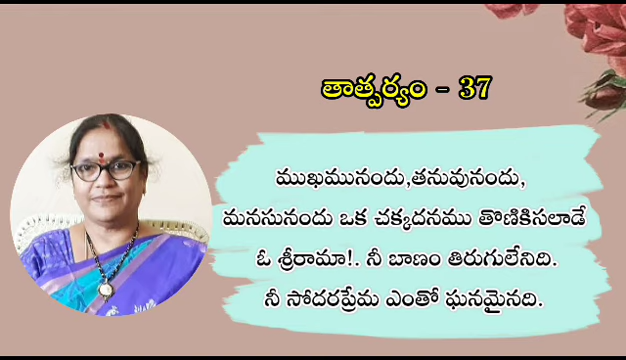 తాత్పర్యం - 37
ముఖమునందు,తనువునందు,
మనసునందు ఒక చక్కదనము తొణికిసలాడే
ఓ శ్రీరామా!. నీ బాణం తిరుగులేనిది.
నీ సోదరప్రేమ ఎంతో ఘనమైనది.